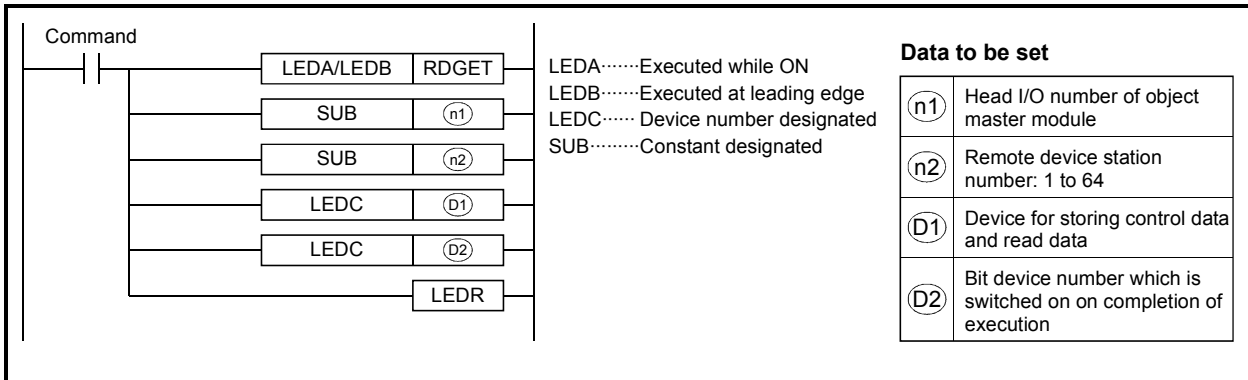 Command
LEDA/LEDB RDGET
SUB n1
SUB n2
LEDC D1
LEDC D2
LEDR
LEDA·······Executed while ON
LEDB·······Executed at leading edge
LEDC······ Device number designated
SUB·········Constant designated
Data to be set
n1 Head I/O number of object
master module
n2 Remote device station
number: 1 to 64
D1 Device for storing control data
and read data
D2 Bit device number which is
switched on on completion of
execution